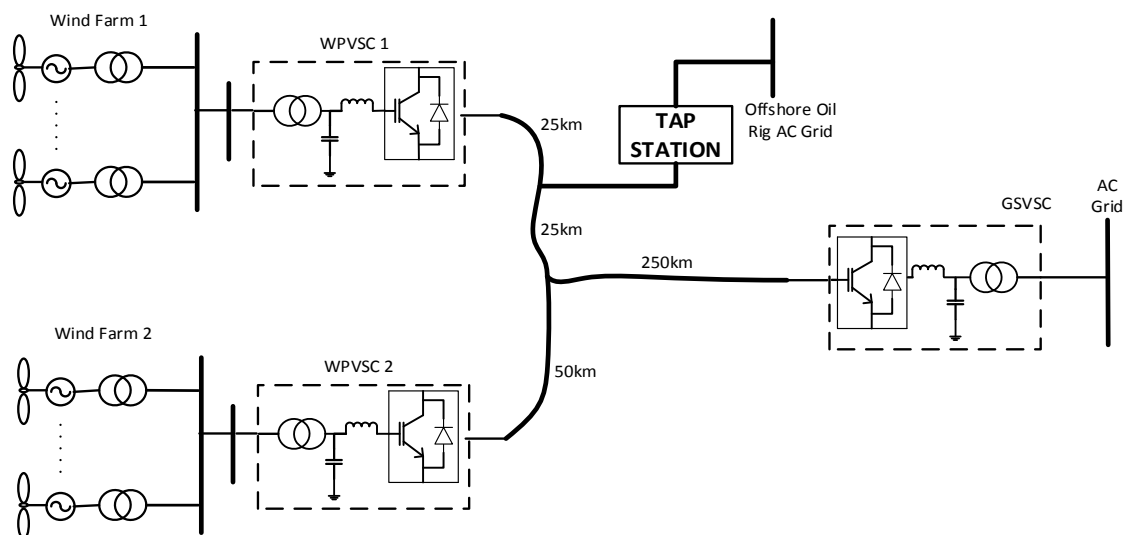 Wind Farm 1
WPVSC 1
25km
TAP
STATION
Offshore Oil
Rig AC Grid
25km
GSVSC
AC
Grid
250km
Wind Farm 2
WPVSC 2
50km